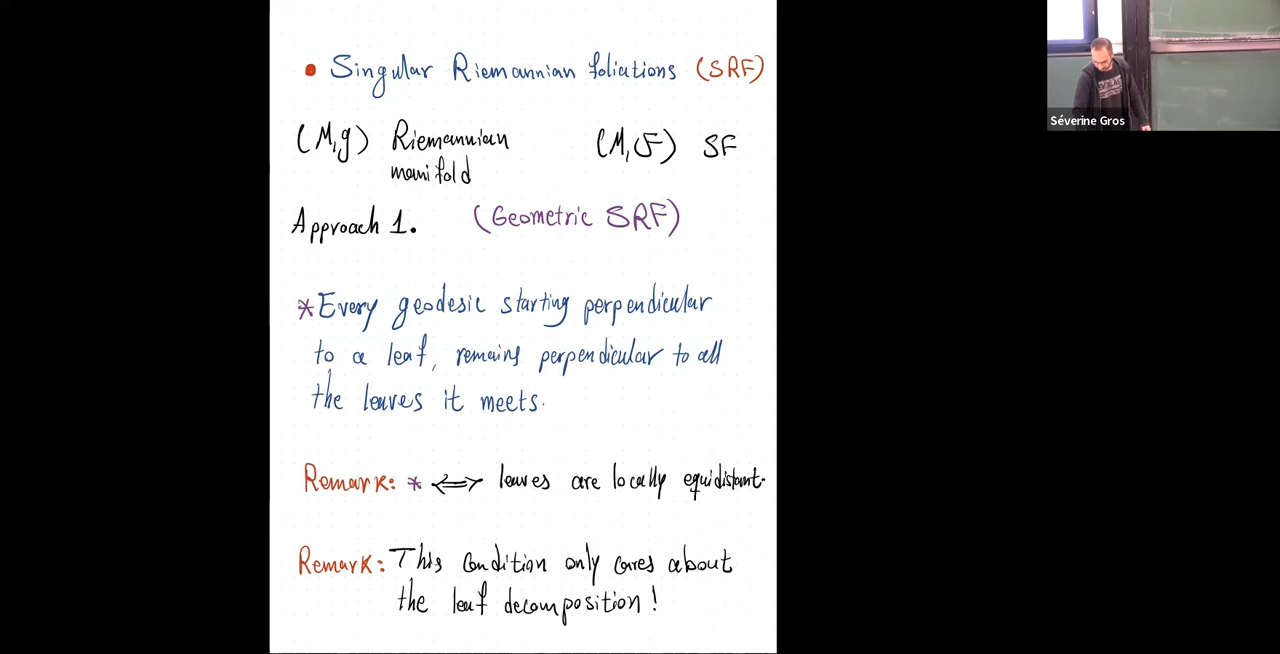 • Singular Riemannian foliations (SRF)
(M,g) Riemannian manifold (M,F) SF
Approach 1. (Geometric SRF)
*Every geodesic starting perpendicular
to a leaf, remains perpendicular to all
the leaves it meets.
Remark: * <=> leaves are locally equidistant.
Remark: This condition only cares about
the leaf decomposition!
Séverine Gros